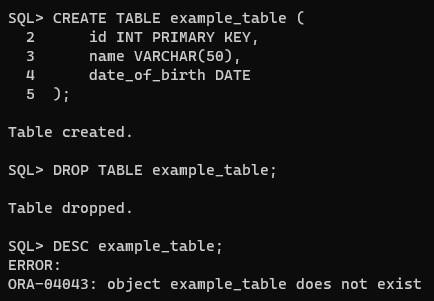 SQL> CREATE TABLE example_table (
  2      id INT PRIMARY KEY,
  3      name VARCHAR(50),
  4      date_of_birth DATE
  5  );
Table created.
SQL> DROP TABLE example_table;
Table dropped.
SQL> DESC example_table;
ERROR:
ORA-04043: object example_table does not exist